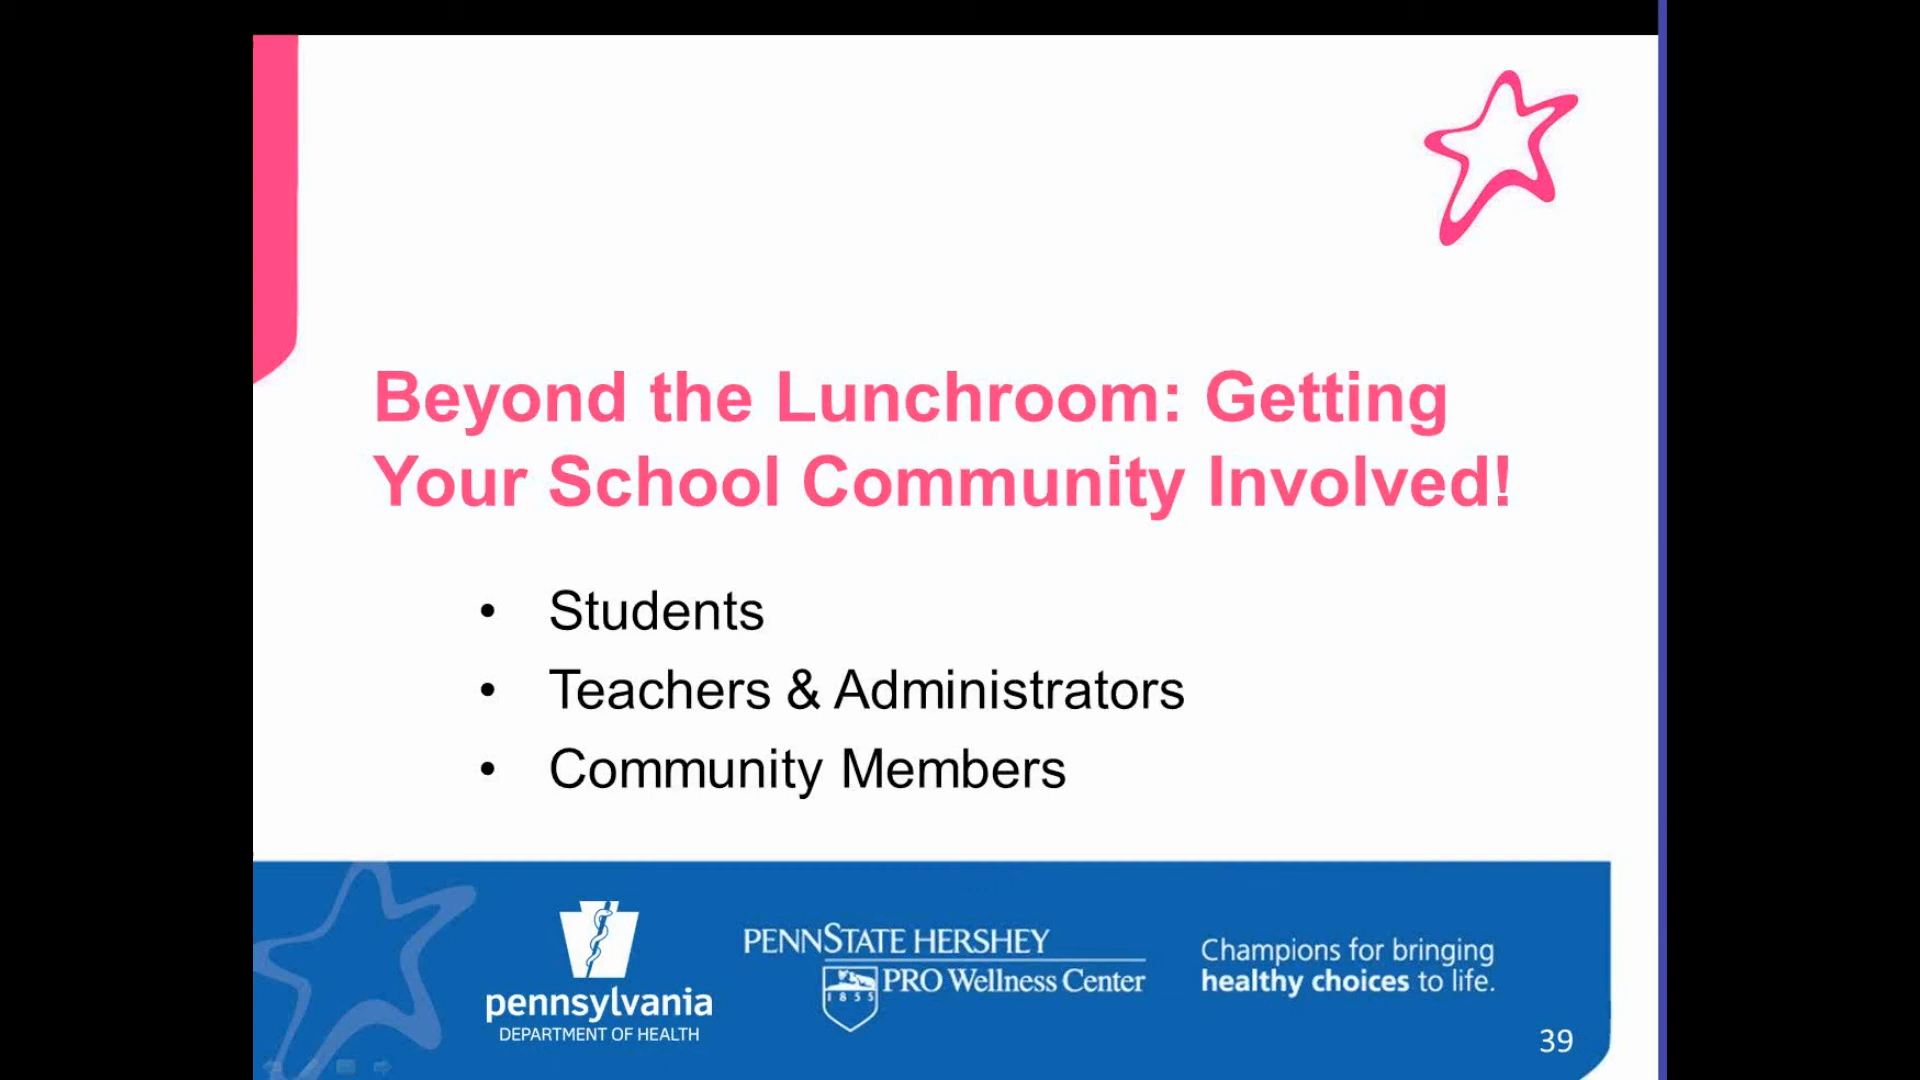 Beyond the Lunchroom: Getting
Your School Community Involved!
• Students
• Teachers & Administrators
• Community Members
pennsylvania
DEPARTMENT OF HEALTH
PENNSTATE HERSHEY
PRO Wellness Center
1855
Champions for bringing
healthy choices to life.
39